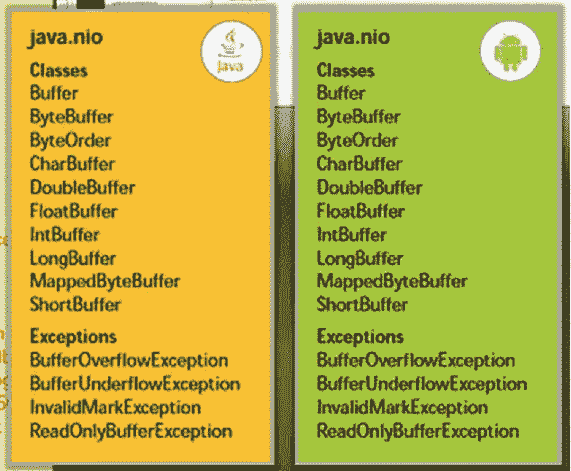 java.nio
Java
Classes
Buffer
ByteBuffer
ByteOrder
CharBuffer
DoubleBuffer
FloatBuffer
IntBuffer
LongBuffer
MappedByteBuffer
ShortBuffer
Exceptions
BufferOverflowException
BufferUnderflowException
InvalidMarkException
ReadOnlyBufferException
java.nio
Classes
Buffer
ByteBuffer
ByteOrder
CharBuffer
DoubleBuffer
FloatBuffer
IntBuffer
LongBuffer
MappedByteBuffer
ShortBuffer
Exceptions
BufferOverflowException
BufferUnderflowException
InvalidMarkException
ReadOnlyBufferException